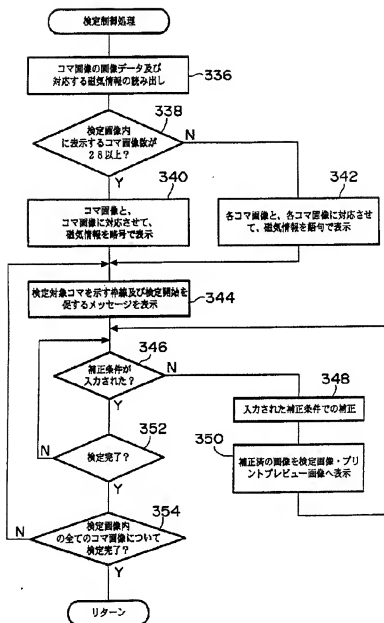 検定制御処理
コマ画像の画像データ及び
対応する磁気情報の読み出し
336
338
検定画像内
に表示するコマ画像数が
28以上?
N
Y
340
342
コマ画像と、
コマ画像に対応させて、
磁気情報を略号で表示
各コマ画像と、各コマ画像に対応させ
て、磁気情報を語句で表示
検定対象コマを示す枠線及び検定開始を
促するメッセージを表示
344
346
補正条件が
入力された?
N
Y
348
入力された補正条件での補正
352
350
検定完了?
N
Y
補正済の画像を検定画像・プリ
ントプレビュー画像へ表示
354
検定画像内
の全てのコマ画像について
検定完了?
N
Y
リターン